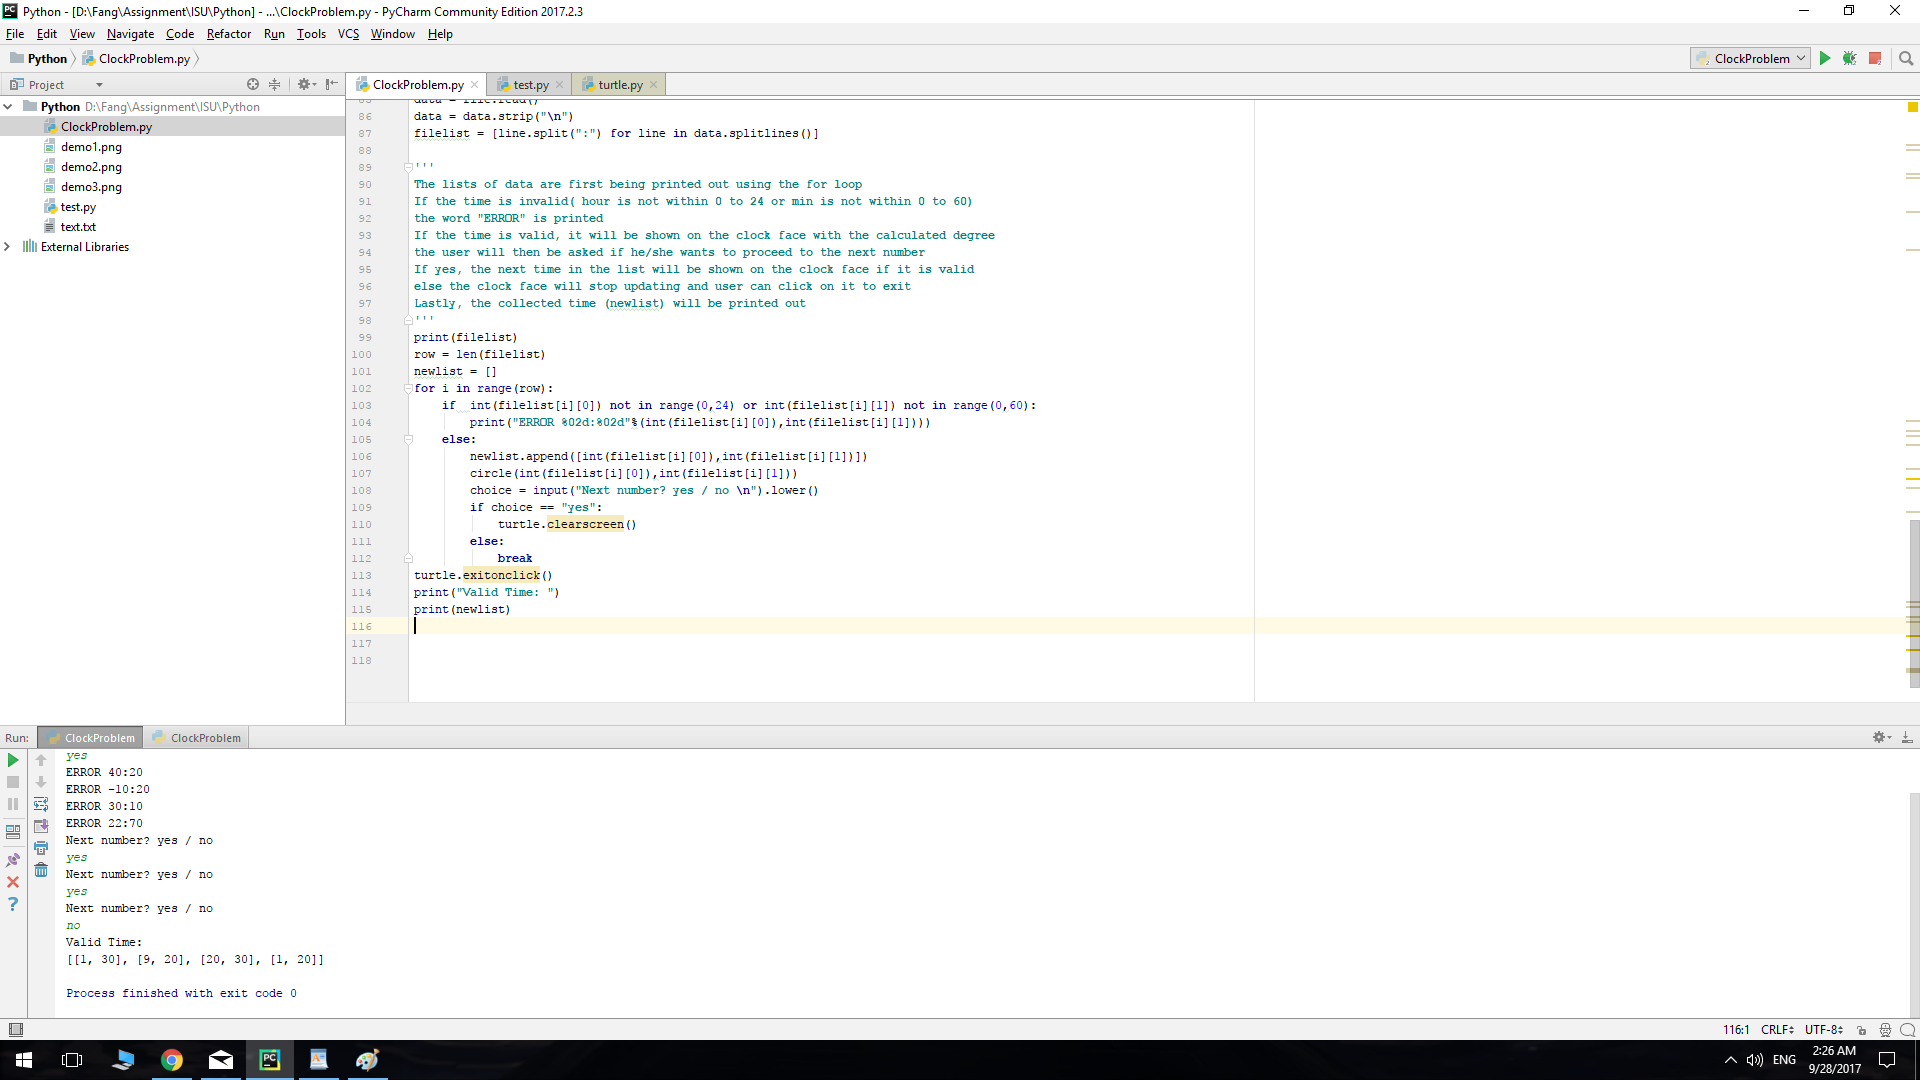 Python - [D:\Fang\Assignment\ISU\Python] - ...\ClockProblem.py - PyCharm Community Edition 2017.2.3
File Edit View Navigate Code Refactor Run Tools VCS Window Help
Python ClockProblem.py ClockProblem
Project ClockProblem.py test.py turtle.py
Python D:\Fang\Assignment\ISU\Python
ClockProblem.py
demo1.png
demo2.png
demo3.png
test.py
text.txt
External Libraries
85 data = file.read()
86 data = data.strip("\n")
87 filelist = [line.split(":") for line in data.splitlines()]
88
89 '''
90 The lists of data are first being printed out using the for loop
91 If the time is invalid( hour is not within 0 to 24 or min is not within 0 to 60)
92 the word "ERROR" is printed
93 If the time is valid, it will be shown on the clock face with the calculated degree
94 the user will then be asked if he/she wants to proceed to the next number
95 If yes, the next time in the list will be shown on the clock face if it is valid
96 else the clock face will stop updating and user can click on it to exit
97 Lastly, the collected time (newlist) will be printed out
98 '''
99 print(filelist)
100 row = len(filelist)
101 newlist = []
102 for i in range(row):
103 if  int(filelist[i][0]) not in range(0,24) or int(filelist[i][1]) not in range(0,60):
104 print("ERROR %02d:%02d"%(int(filelist[i][0]),int(filelist[i][1])))
105 else:
106 newlist.append([int(filelist[i][0]),int(filelist[i][1])])
107 circle(int(filelist[i][0]),int(filelist[i][1]))
108 choice = input("Next number? yes / no \n").lower()
109 if choice == "yes":
110 turtle.clearscreen()
111 else:
112 break
113 turtle.exitonclick()
114 print("Valid Time: ")
115 print(newlist)
116
117
118
Run: ClockProblem ClockProblem
yes
ERROR 40:20
ERROR -10:20
ERROR 30:10
ERROR 22:70
Next number? yes / no
yes
Next number? yes / no
yes
Next number? yes / no
no
Valid Time:
[[1, 30], [9, 20], [20, 30], [1, 20]]
Process finished with exit code 0
116:1 CRLF UTF-8
ENG 2:26 AM
9/28/2017